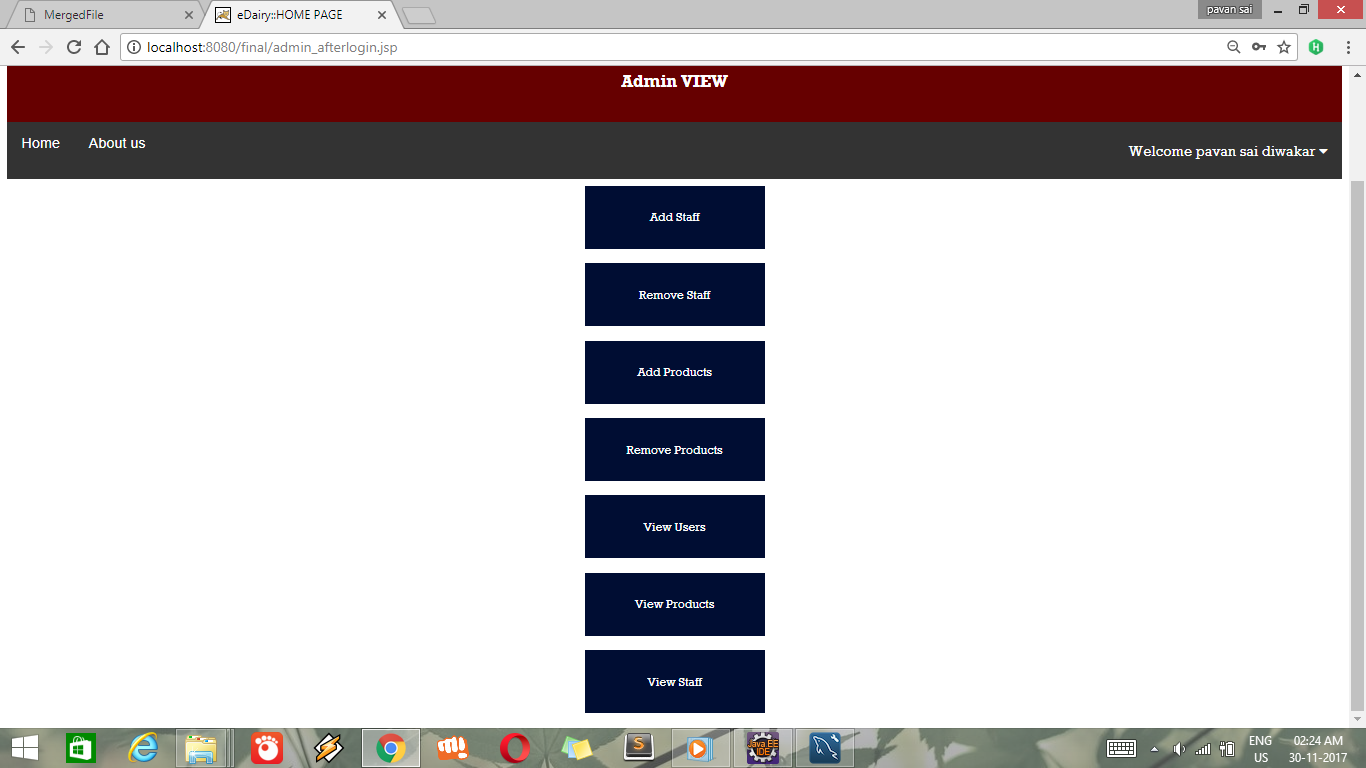 MergedFile
eDairy::HOME PAGE
pavan sai
localhost:8080/final/admin_afterlogin.jsp
Admin VIEW
Home
About us
Welcome pavan sai diwakar
Add Staff
Remove Staff
Add Products
Remove Products
View Users
View Products
View Staff
Java EE
IDE
ENG
US
02:24 AM
30-11-2017